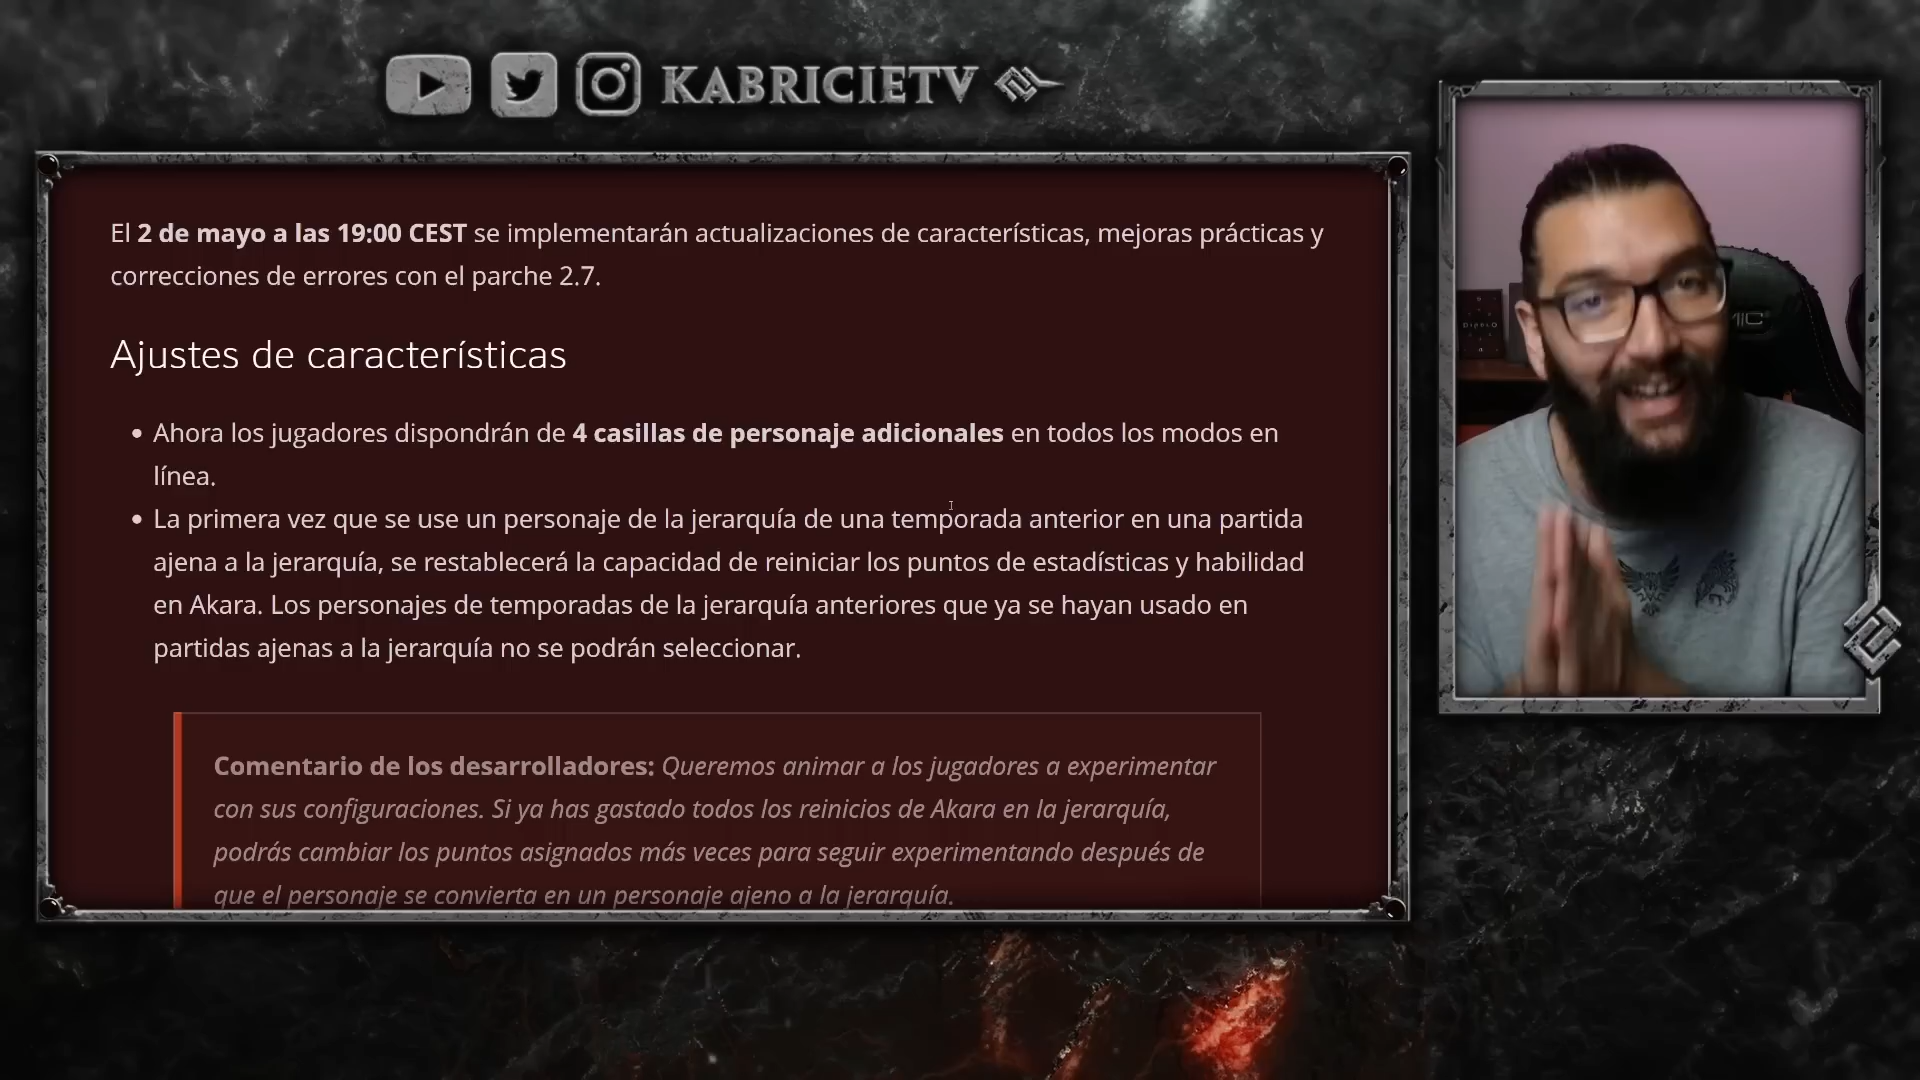 KABRICIETV
El 2 de mayo a las 19:00 CEST se implementarán actualizaciones de características, mejoras prácticas y
correcciones de errores con el parche 2.7.
Ajustes de características
• Ahora los jugadores dispondrán de 4 casillas de personaje adicionales en todos los modos en
línea.
• La primera vez que se use un personaje de la jerarquía de una temporada anterior en una partida
ajena a la jerarquía, se restablecerá la capacidad de reiniciar los puntos de estadísticas y habilidad
en Akara. Los personajes de temporadas de la jerarquía anteriores que ya se hayan usado en
partidas ajenas a la jerarquía no se podrán seleccionar.
Comentario de los desarrolladores: Queremos animar a los jugadores a experimentar
con sus configuraciones. Si ya has gastado todos los reinicios de Akara en la jerarquía,
podrás cambiar los puntos asignados más veces para seguir experimentando después de
que el personaje se convierta en un personaje ajeno a la jerarquía.
DIABLO